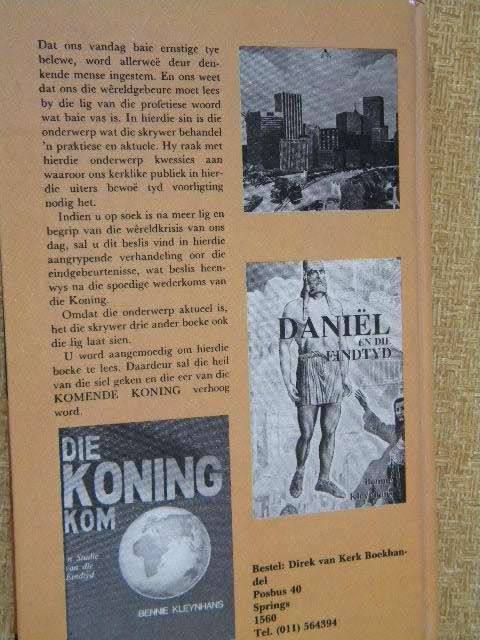 Dat ons vandag baie ernstige tye
belewe, word allerweë deur den-
kende mense ingestem. En ons weet
dat ons die wêreldgebeure moet lees
by die lig van die profetiese woord
wat baie vas is. In hierdie sin is die
onderwerp wat die skrywer behandel
'n praktiese en aktuele. Hy raak met
hierdie onderwerp kwessies aan
waaroor ons kerklike publiek in hier-
die uiters bewoë tyd voorligting
nodig het.
Indien u op soek is na meer lig en
begrip van die wêreldkrisis van ons
dag, sal u dit beslis vind in hierdie
aangrypende verhandeling oor die
eindgebeurtenisse, wat beslis heen-
wys na die spoedige wederkoms van
die Koning.
Omdat die onderwerp aktueel is,
het die skrywer drie ander boeke ook
die lig laat sien.
U word aangemoedig om hierdie
boeke te lees. Daardeur sal die heil
van die siel geken en die eer van die
KOMENDE KONING verhoog
word.
DANIËL
EN DIE
EINDTYD
Bennie
Kleynhans
DIE
KONING
KOM
'n Studie
van die
Eindtyd
BENNIE KLEYNHANS
Bestel: Direk van Kerk Boekhan-
del
Posbus 40
Springs
1560
Tel. (011) 564394